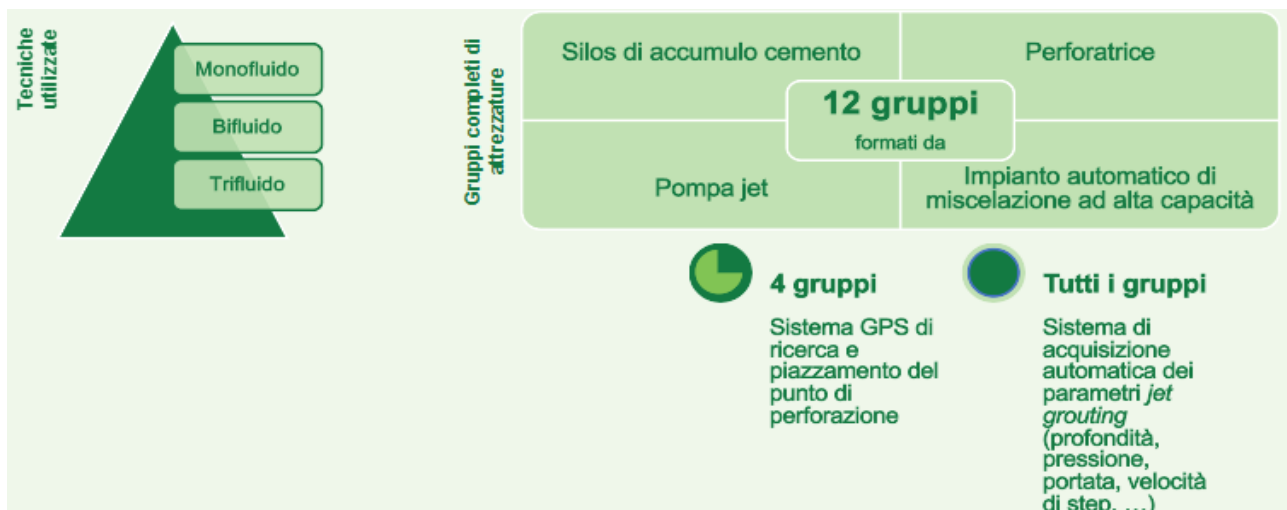 Tecniche
utilizzate
Monofluido
Bifluido
Trifluido
Gruppi completi di
attrezzature
Silos di accumulo cemento
Perforatrice
12 gruppi
formati da
Pompa jet
Impianto automatico di
miscelazione ad alta capacità
4 gruppi
Sistema GPS di
ricerca e
piazzamento del
punto di
perforazione
Tutti i gruppi
Sistema di
acquisizione
automatica dei
parametri jet
grouting
(profondità,
pressione,
portata, velocità
di step, …)